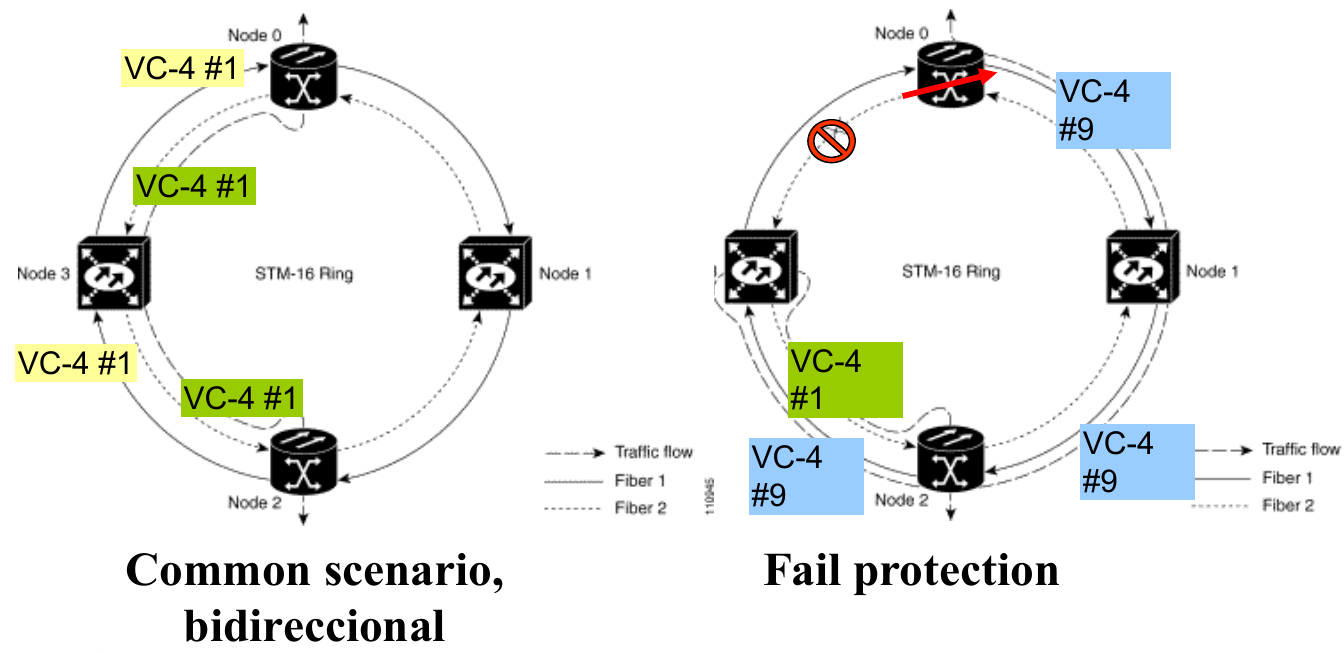 Node 0
VC-4 #1
VC-4 #1
Node 3
STM-16 Ring
Node 1
VC-4 #1
VC-4 #1
Node 2
Traffic flow
Fiber 1
Fiber 2
110945
Common scenario,
bidireccional
Node 0
VC-4
#9
STM-16 Ring
Node 1
VC-4
#1
VC-4
#9
VC-4
#9
Node 2
Traffic flow
Fiber 1
Fiber 2
Fail protection